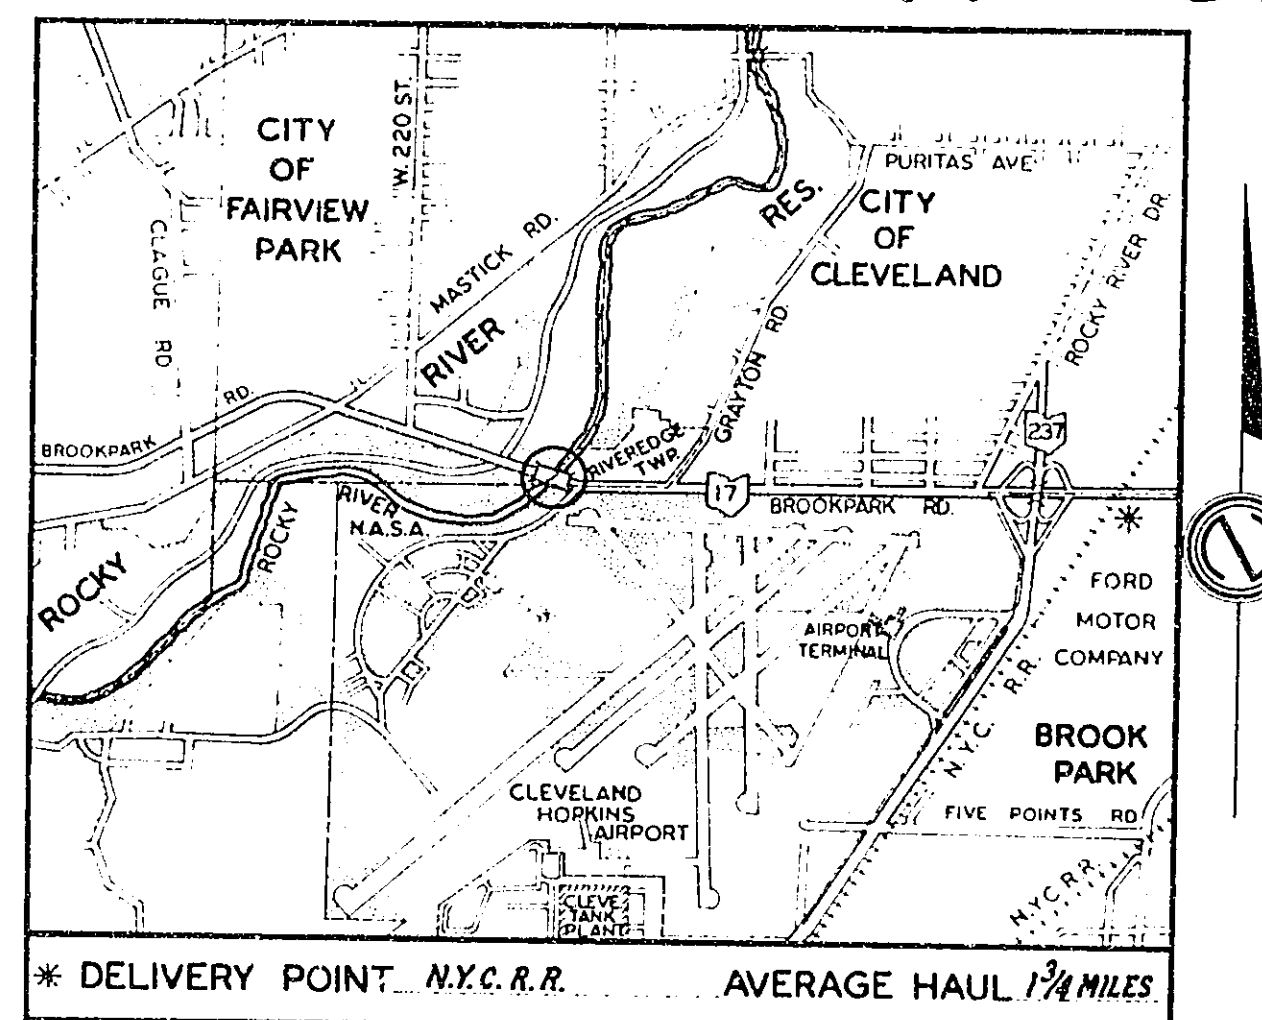 CITY
OF
FAIRVIEW
PARK
W. 220 ST.
CLAGUE RD
MASTICK RD.
RIVER
RES.
PURITAS AVE
CITY
OF
CLEVELAND
ROCKY RIVER DR.
GRAYTON RD.
BROOKPARK RD.
RIVEREDGE
TWP.
237
17
BROOKPARK RD.
ROCKY
ROCKY
RIVER
N.A.S.A.
AIRPORT
TERMINAL
FORD
MOTOR
COMPANY
N.Y.C. R.R.
BROOK
PARK
CLEVELAND
HOPKINS
AIRPORT
FIVE POINTS RD
N.Y.C R.R.
CLEVE
TANK
PLANT
* DELIVERY POINT N.Y.C. R.R. AVERAGE HAUL 1 3/4 MILES